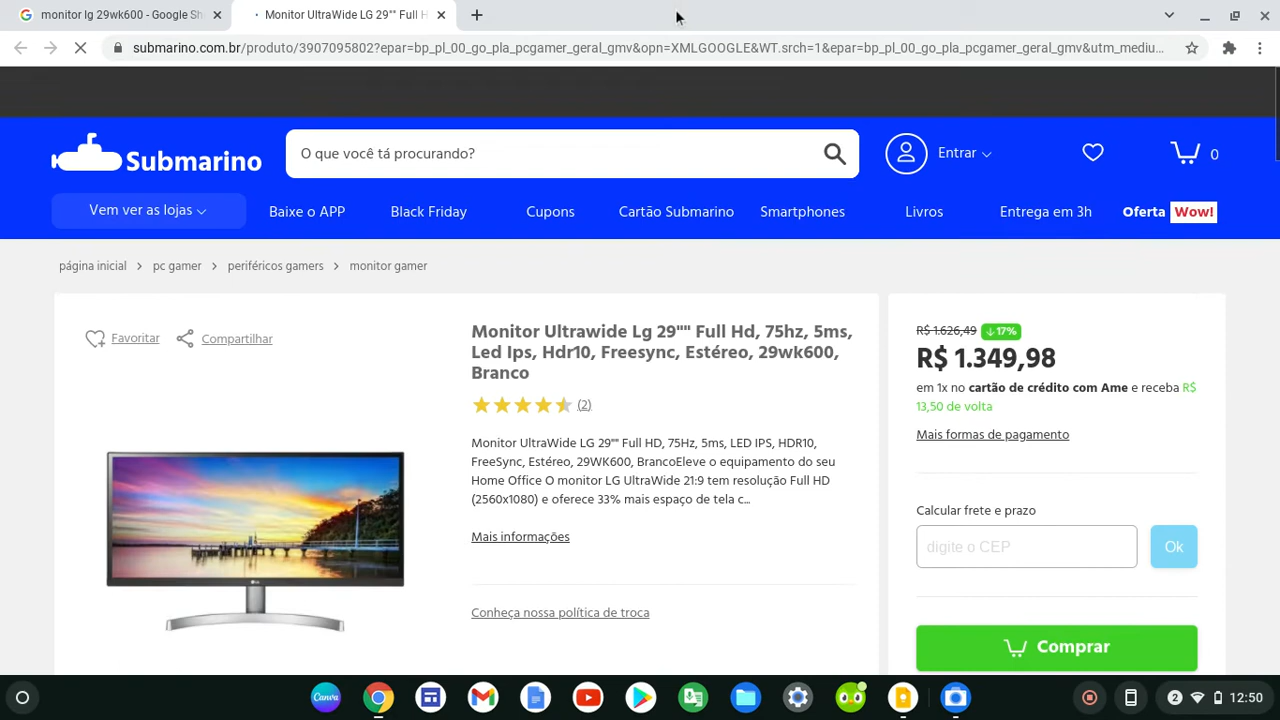 monitor lg 29wk600 - Google Sh
Monitor UltraWide LG 29"" Full H
submarino.com.br/produto/3907095802?epar=bp_pl_00_go_pla_pcgamer_geral_gmv&opn=XMLGOOGLE&WT.srch=1&epar=bp_pl_00_go_pla_pcgamer_geral_gmv&utm_mediu...
Submarino
O que você tá procurando?
Entrar
0
Vem ver as lojas
Baixe o APP
Black Friday
Cupons
Cartão Submarino
Smartphones
Livros
Entrega em 3h
Oferta Wow!
página inicial > pc gamer > periféricos gamers > monitor gamer
Favoritar
Compartilhar
Monitor Ultrawide Lg 29"" Full Hd, 75hz, 5ms,
Led Ips, Hdr10, Freesync, Estéreo, 29wk600,
Branco
(2)
Monitor UltraWide LG 29"" Full HD, 75Hz, 5ms, LED IPS, HDR10,
FreeSync, Estéreo, 29WK600, BrancoEleve o equipamento do seu
Home Office O monitor LG UltraWide 21:9 tem resolução Full HD
(2560x1080) e oferece 33% mais espaço de tela c...
Mais informações
Conheça nossa política de troca
R$ 1.626,49 17%
R$ 1.349,98
em 1x no cartão de crédito com Ame e receba R$
13,50 de volta
Mais formas de pagamento
Calcular frete e prazo
digite o CEP
Ok
Comprar
Canva
2
12:50